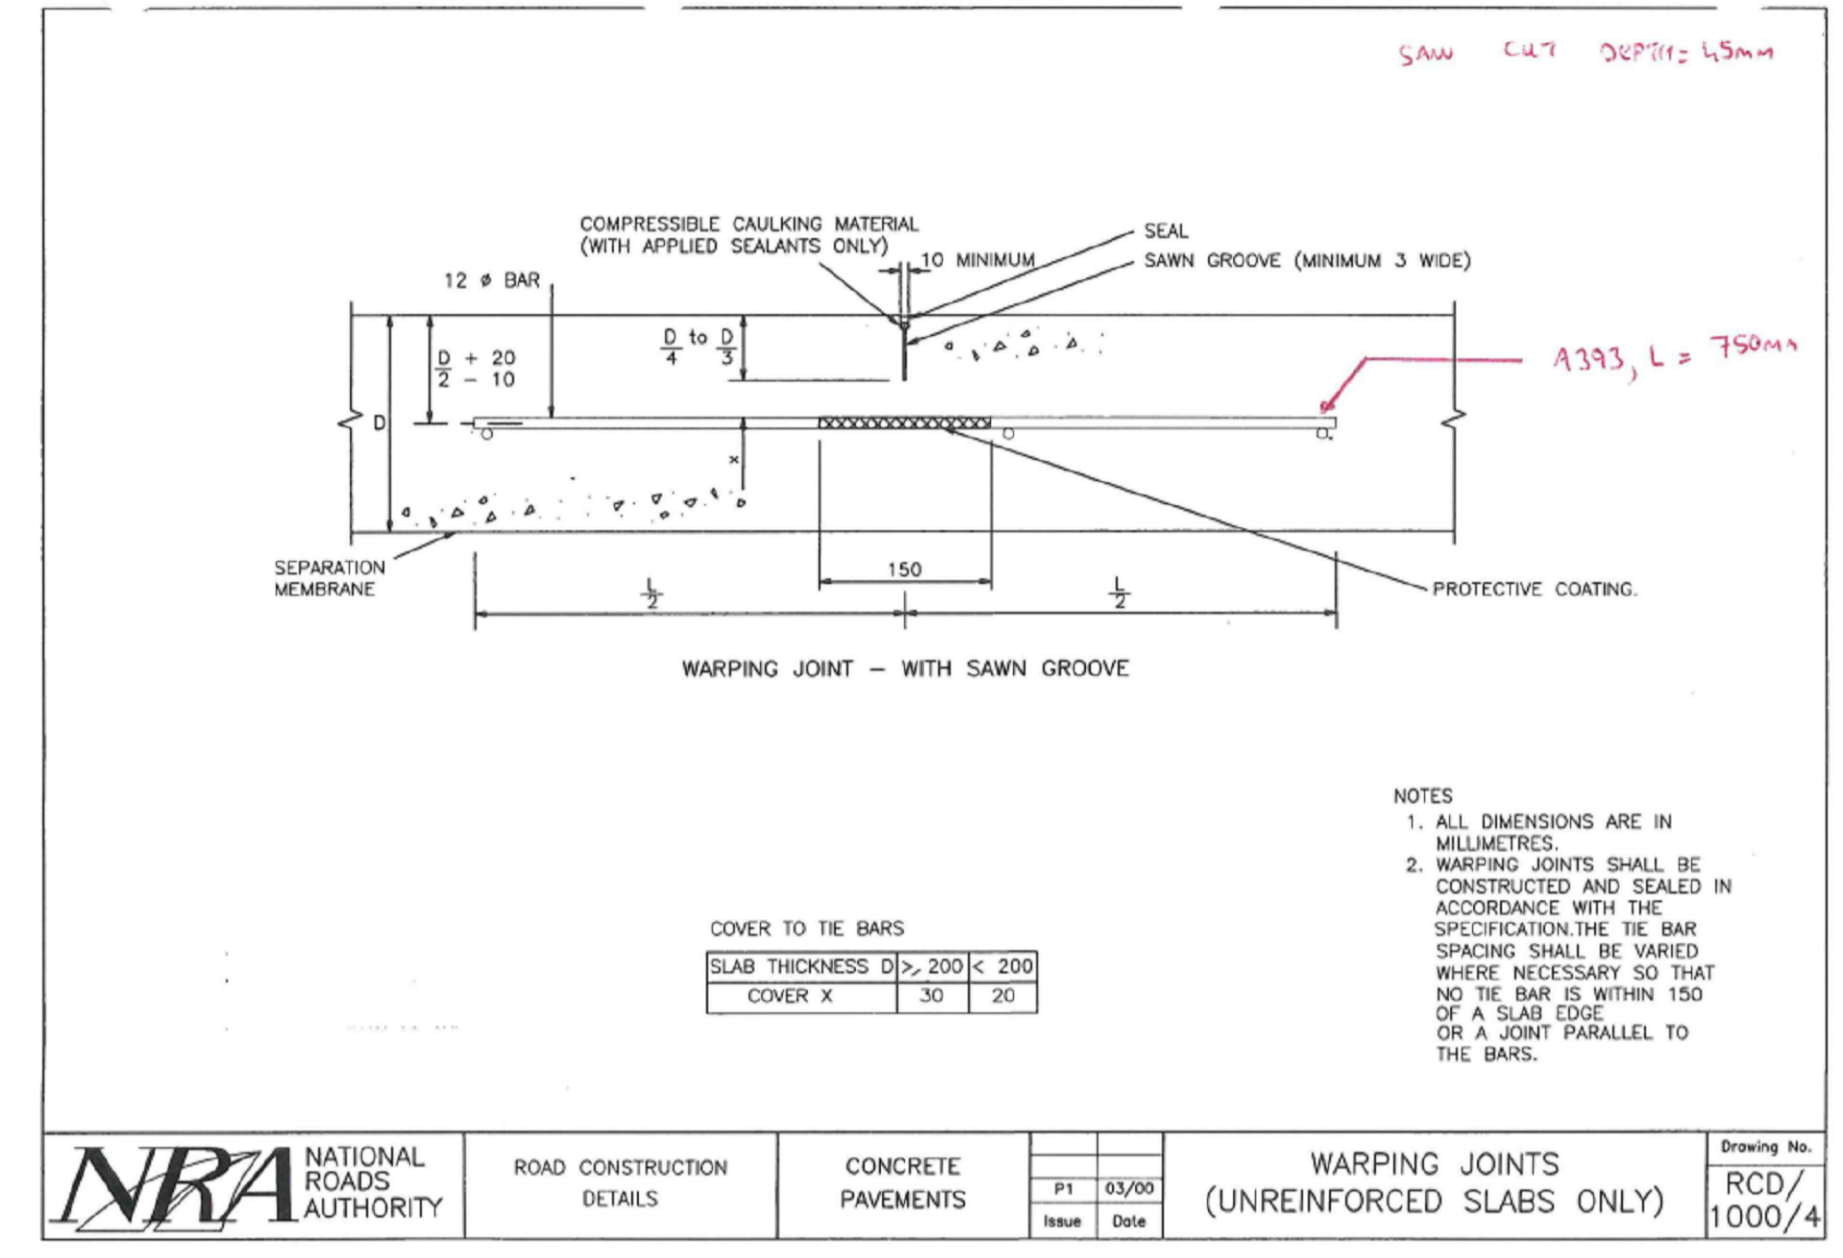 SAW CUT DEPTH = 45mm
COMPRESSIBLE CAULKING MATERIAL
(WITH APPLIED SEALANTS ONLY)
SEAL
10 MINIMUM
SAWN GROOVE (MINIMUM 3 WIDE)
12 ø BAR
D/4 to D/3
D/2 + 20
- 10
A393, L = 750mm
D
x
SEPARATION
MEMBRANE
150
L/2
L/2
PROTECTIVE COATING.
WARPING JOINT – WITH SAWN GROOVE
NOTES
1. ALL DIMENSIONS ARE IN
MILLIMETRES.
2. WARPING JOINTS SHALL BE
CONSTRUCTED AND SEALED IN
ACCORDANCE WITH THE
SPECIFICATION.THE TIE BAR
SPACING SHALL BE VARIED
WHERE NECESSARY SO THAT
NO TIE BAR IS WITHIN 150
OF A SLAB EDGE
OR A JOINT PARALLEL TO
THE BARS.
COVER TO TIE BARS
SLAB THICKNESS D ⩾ 200 < 200
COVER X 30 20
NRA NATIONAL
ROADS
AUTHORITY
ROAD CONSTRUCTION
DETAILS
CONCRETE
PAVEMENTS
P1 03/00
Issue Date
WARPING JOINTS
(UNREINFORCED SLABS ONLY)
Drawing No.
RCD/
1000/4